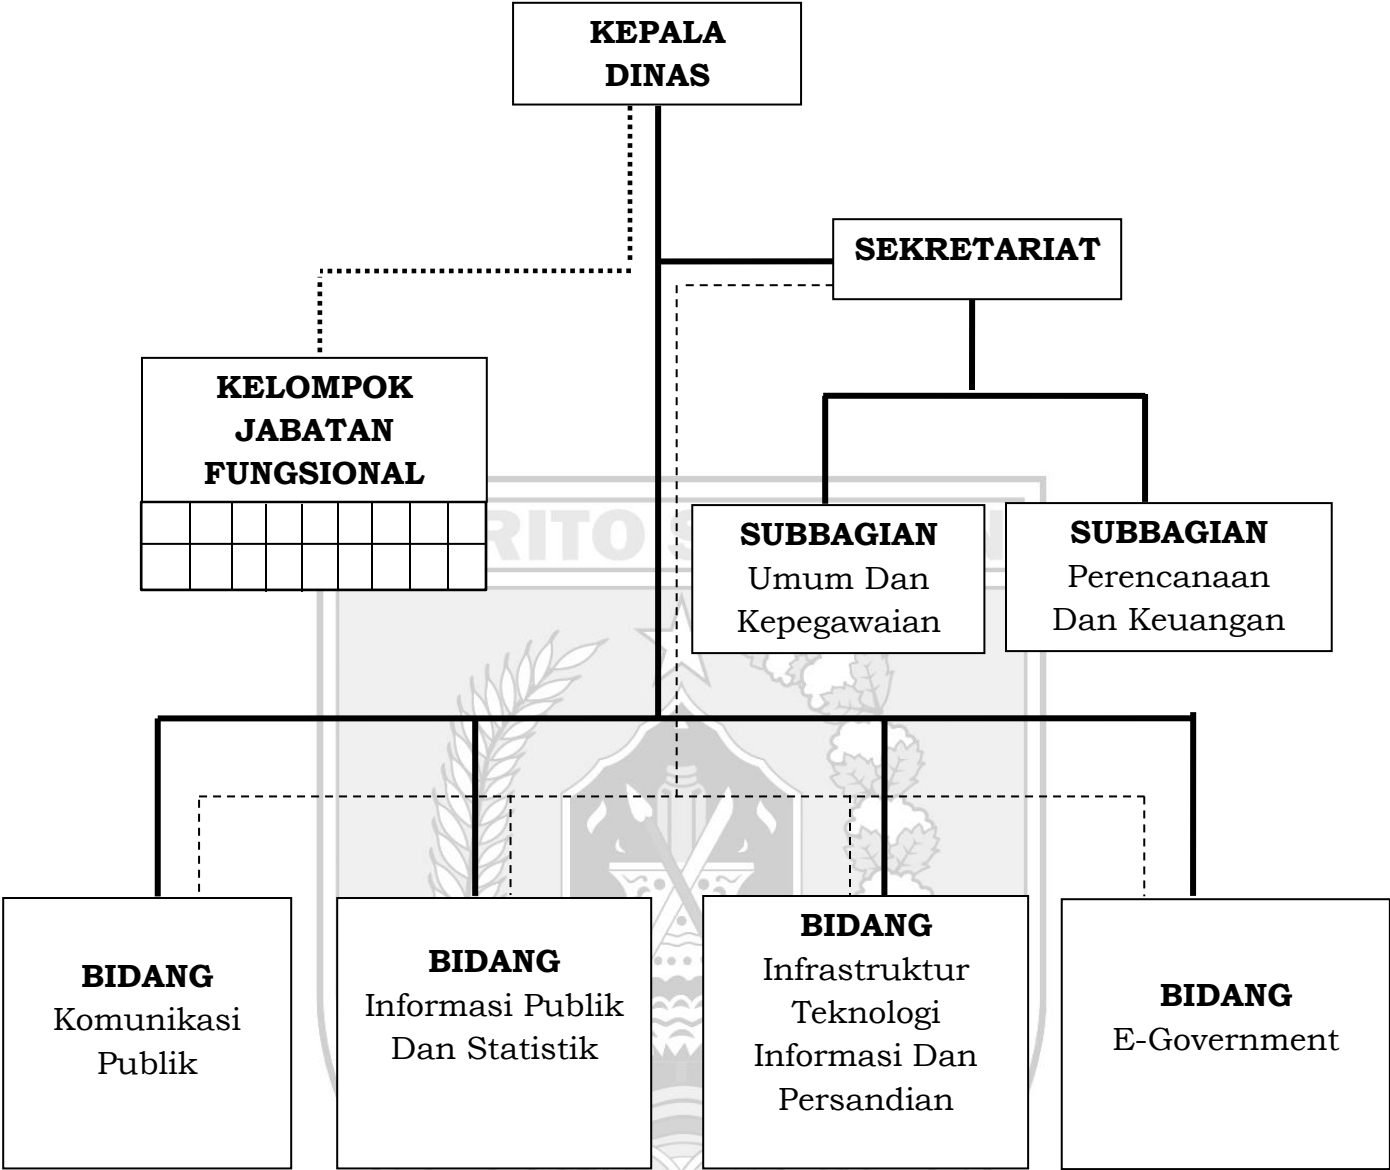 KEPALA
DINAS
SEKRETARIAT
KELOMPOK
JABATAN
FUNGSIONAL
RITO S
N
SUBBAGIAN
Umum Dan
Kepegawaian
SUBBAGIAN
Perencanaan
Dan Keuangan
BIDANG
Komunikasi
Publik
BIDANG
Informasi Publik
Dan Statistik
BIDANG
Infrastruktur
Teknologi
Informasi Dan
Persandian
BIDANG
E-Government